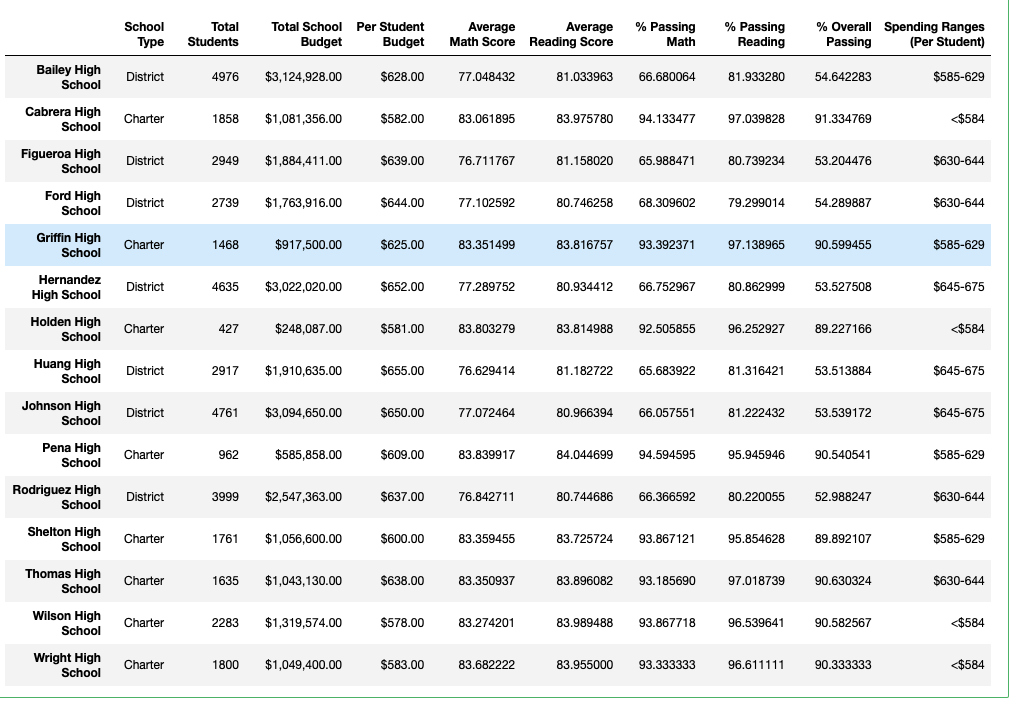 School Type | Total Students | Total School Budget | Per Student Budget | Average Math Score | Average Reading Score | % Passing Math | % Passing Reading | % Overall Passing | Spending Ranges (Per Student)
Bailey High School | District | 4976 | $3,124,928.00 | $628.00 | 77.048432 | 81.033963 | 66.680064 | 81.933280 | 54.642283 | $585-629
Cabrera High School | Charter | 1858 | $1,081,356.00 | $582.00 | 83.061895 | 83.975780 | 94.133477 | 97.039828 | 91.334769 | <$584
Figueroa High School | District | 2949 | $1,884,411.00 | $639.00 | 76.711767 | 81.158020 | 65.988471 | 80.739234 | 53.204476 | $630-644
Ford High School | District | 2739 | $1,763,916.00 | $644.00 | 77.102592 | 80.746258 | 68.309602 | 79.299014 | 54.289887 | $630-644
Griffin High School | Charter | 1468 | $917,500.00 | $625.00 | 83.351499 | 83.816757 | 93.392371 | 97.138965 | 90.599455 | $585-629
Hernandez High School | District | 4635 | $3,022,020.00 | $652.00 | 77.289752 | 80.934412 | 66.752967 | 80.862999 | 53.527508 | $645-675
Holden High School | Charter | 427 | $248,087.00 | $581.00 | 83.803279 | 83.814988 | 92.505855 | 96.252927 | 89.227166 | <$584
Huang High School | District | 2917 | $1,910,635.00 | $655.00 | 76.629414 | 81.182722 | 65.683922 | 81.316421 | 53.513884 | $645-675
Johnson High School | District | 4761 | $3,094,650.00 | $650.00 | 77.072464 | 80.966394 | 66.057551 | 81.222432 | 53.539172 | $645-675
Pena High School | Charter | 962 | $585,858.00 | $609.00 | 83.839917 | 84.044699 | 94.594595 | 95.945946 | 90.540541 | $585-629
Rodriguez High School | District | 3999 | $2,547,363.00 | $637.00 | 76.842711 | 80.744686 | 66.366592 | 80.220055 | 52.988247 | $630-644
Shelton High School | Charter | 1761 | $1,056,600.00 | $600.00 | 83.359455 | 83.725724 | 93.867121 | 95.854628 | 89.892107 | $585-629
Thomas High School | Charter | 1635 | $1,043,130.00 | $638.00 | 83.350937 | 83.896082 | 93.185690 | 97.018739 | 90.630324 | $630-644
Wilson High School | Charter | 2283 | $1,319,574.00 | $578.00 | 83.274201 | 83.989488 | 93.867718 | 96.539641 | 90.582567 | <$584
Wright High School | Charter | 1800 | $1,049,400.00 | $583.00 | 83.682222 | 83.955000 | 93.333333 | 96.611111 | 90.333333 | <$584